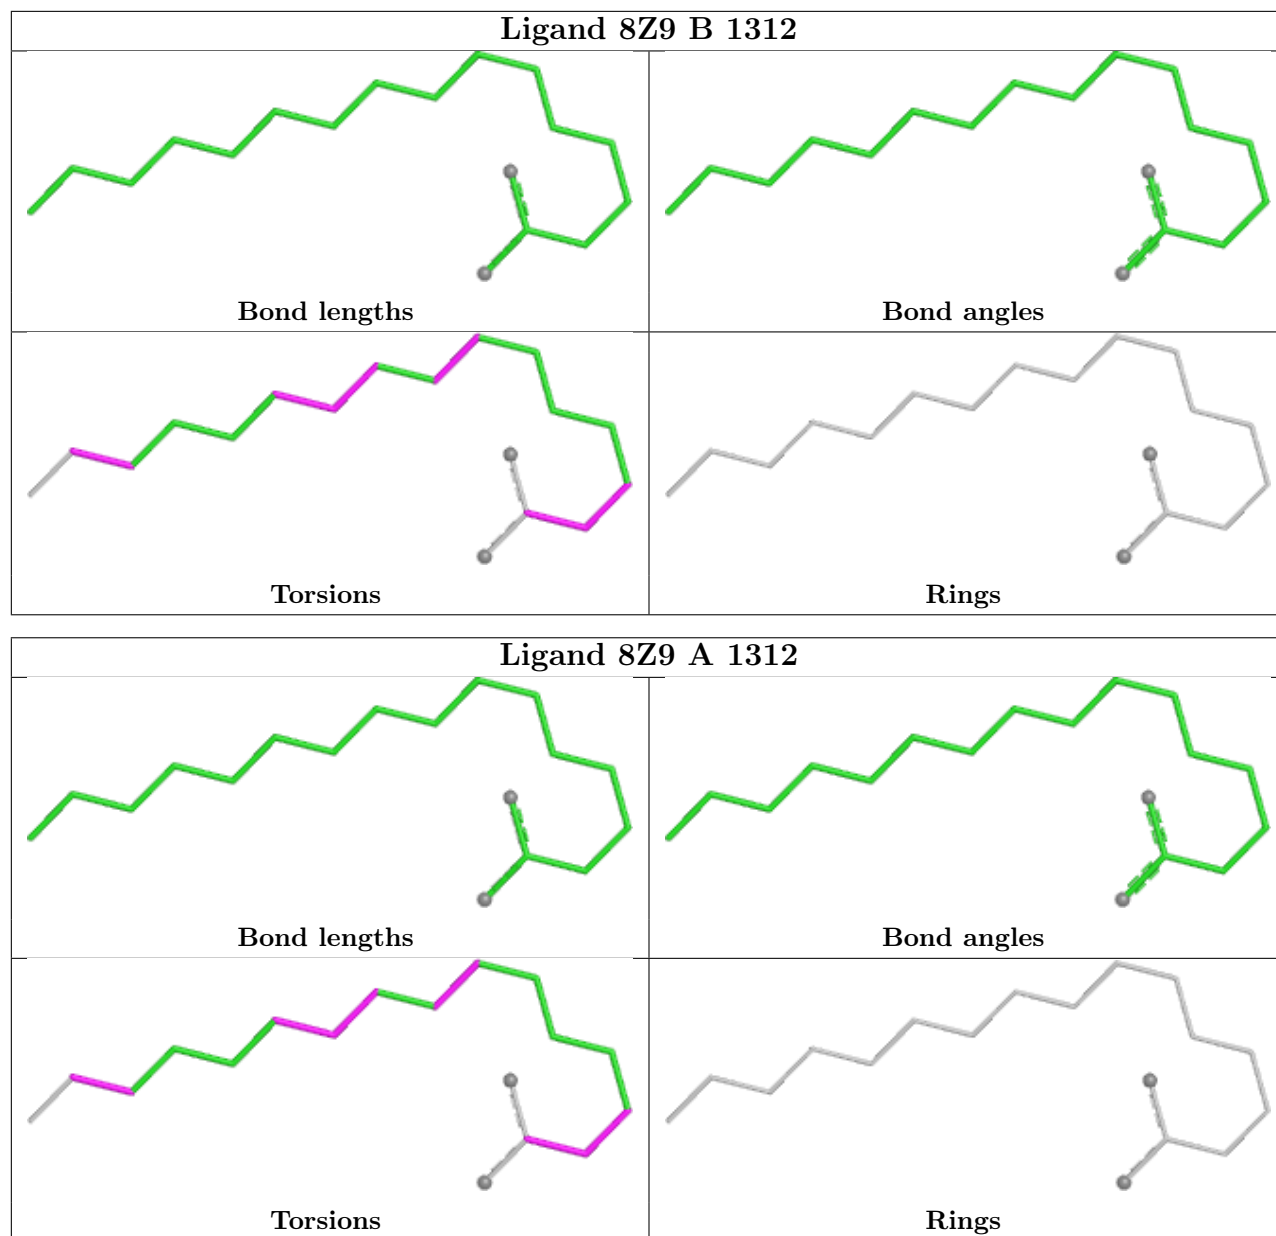 Ligand 8Z9 B 1312
Bond lengths
Bond angles
Torsions
Rings
Ligand 8Z9 A 1312
Bond lengths
Bond angles
Torsions
Rings